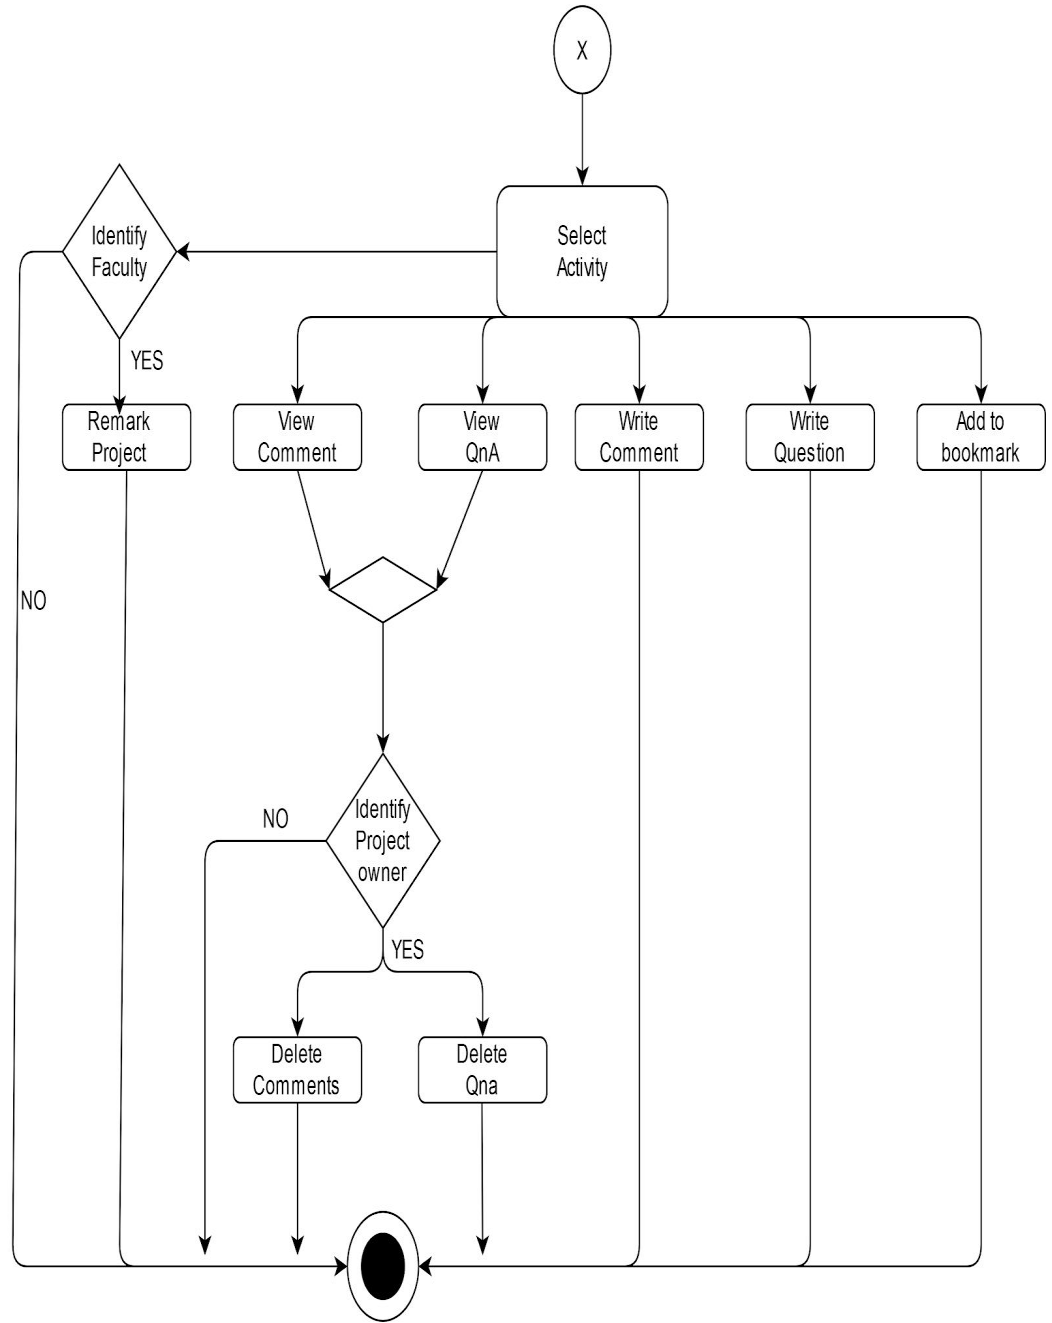 X
Select
Activity
Identify
Faculty
YES
Remark
Project
View
Comment
View
QnA
Write
Comment
Write
Question
Add to
bookmark
NO
Identify
Project
owner
NO
YES
Delete
Comments
Delete
Qna